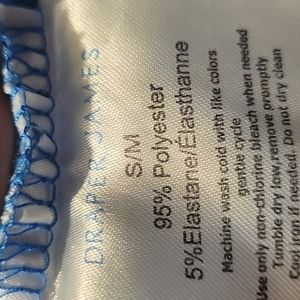 DRAPER JAMES
S/M
95% Polyester
5%Elastane/Élasthanne
Machine wash cold with like colors
gentle cycle
Use only non-chlorine bleach when needed
Tumble dry low,remove promptly
iron if needed. Do not dry clean